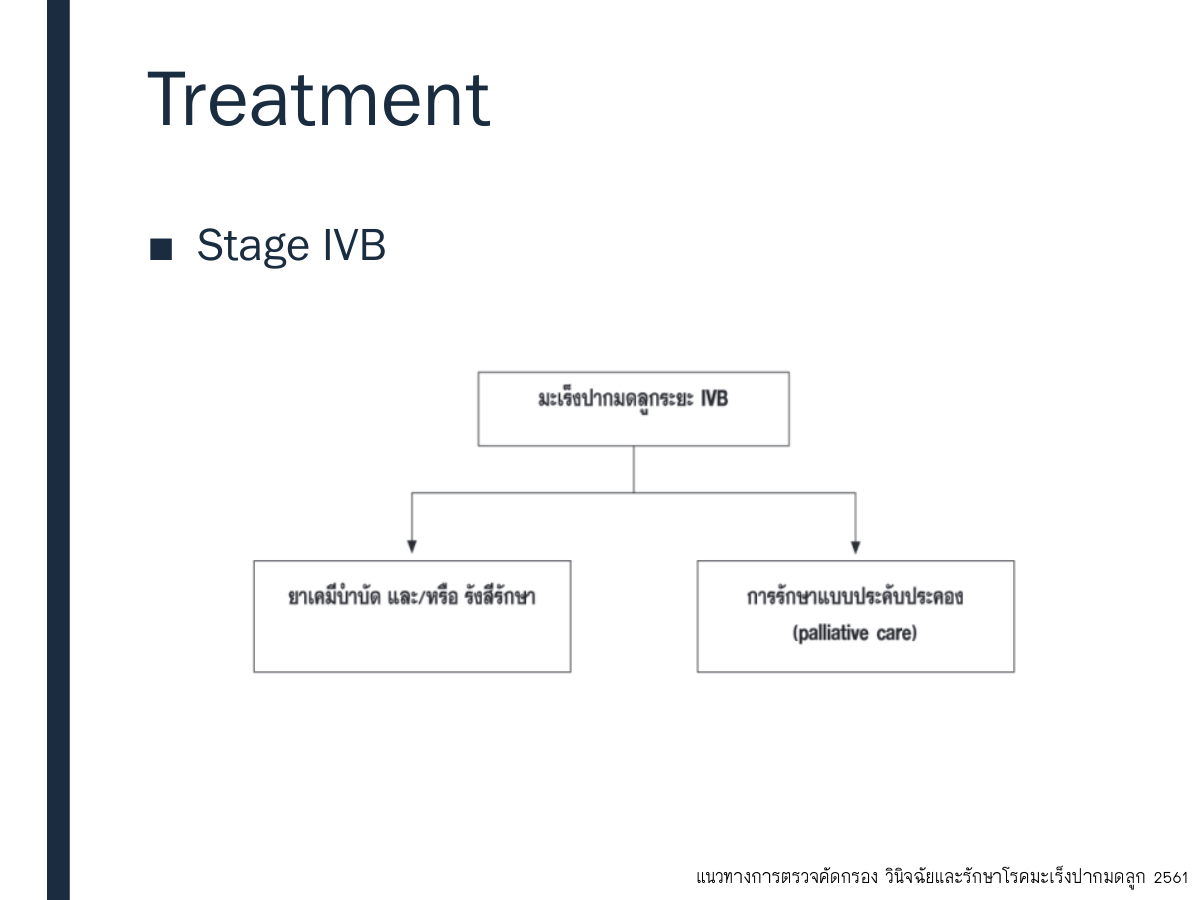 Treatment
■ Stage IVB
มะเร็งปากมดลูกระยะ IVB
ยาเคมีบำบัด และ/หรือ รังสีรักษา
การรักษาแบบประคับประคอง
(palliative care)
แนวทางการตรวจคัดกรอง วินิจฉัยและรักษาโรคมะเร็งปากมดลูก 2561